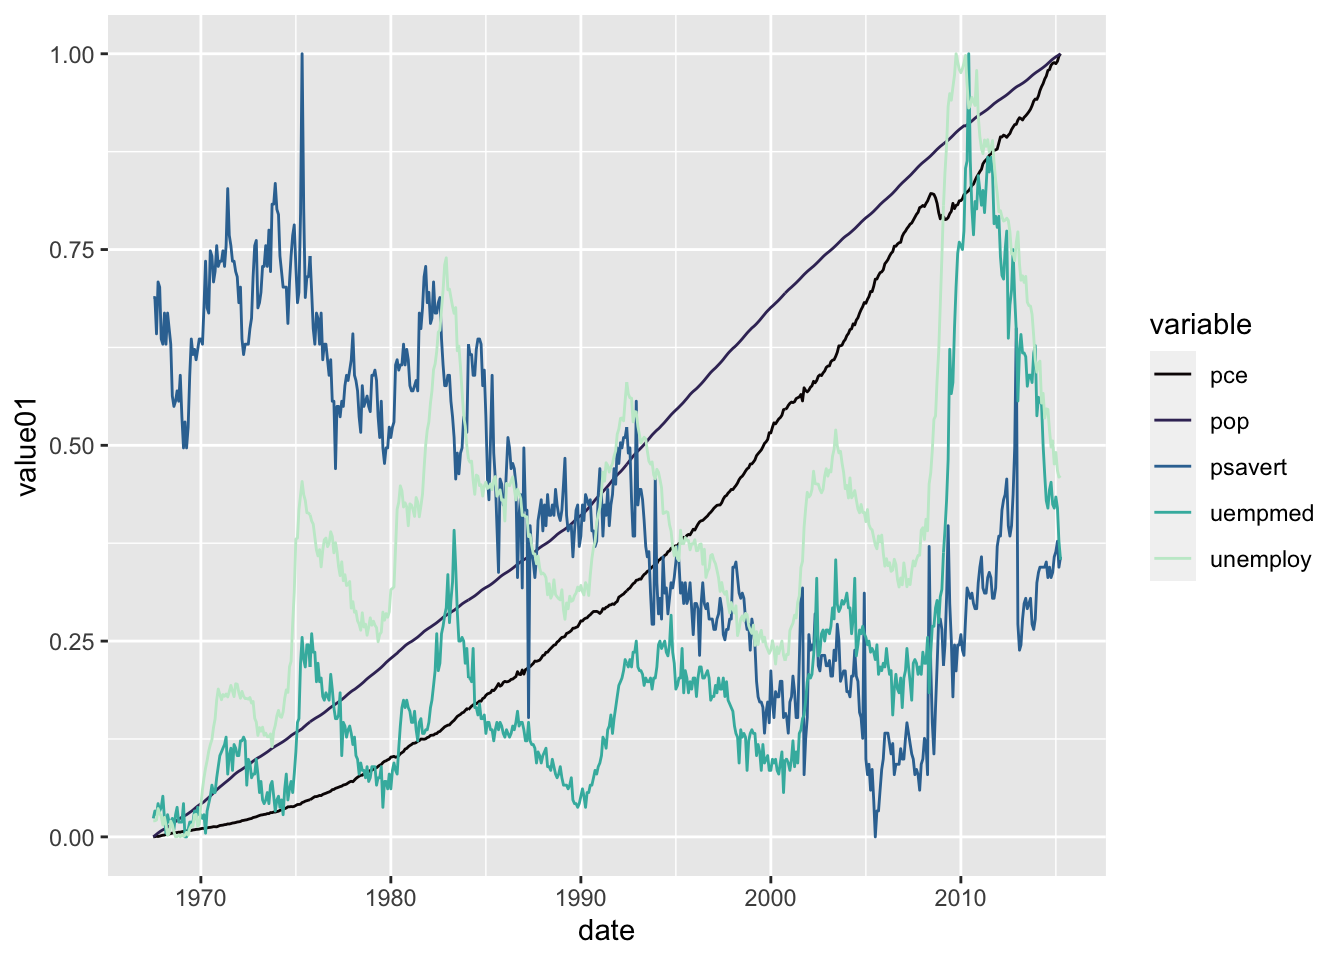 1.00
0.75
0.50
0.25
0.00
value01
1970
1980
1990
2000
2010
date
variable
pce
pop
psavert
uempmed
unemploy